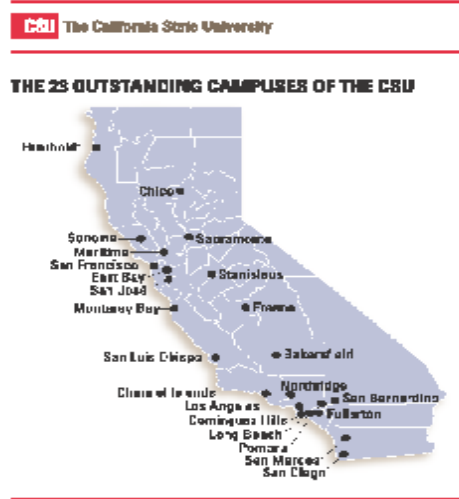 CSU The California State University
THE 23 OUTSTANDING CAMPUSES OF THE CSU
Humboldt
Chico
Sonoma
Sacramento
Maritime
San Francisco
East Bay
Stanislaus
San José
Monterey Bay
Fresno
San Luis Obispo
Bakersfield
Channel Islands
Northridge
San Bernardino
Los Angeles
Fullerton
Dominguez Hills
Long Beach
Pomona
San Marcos
San Diego